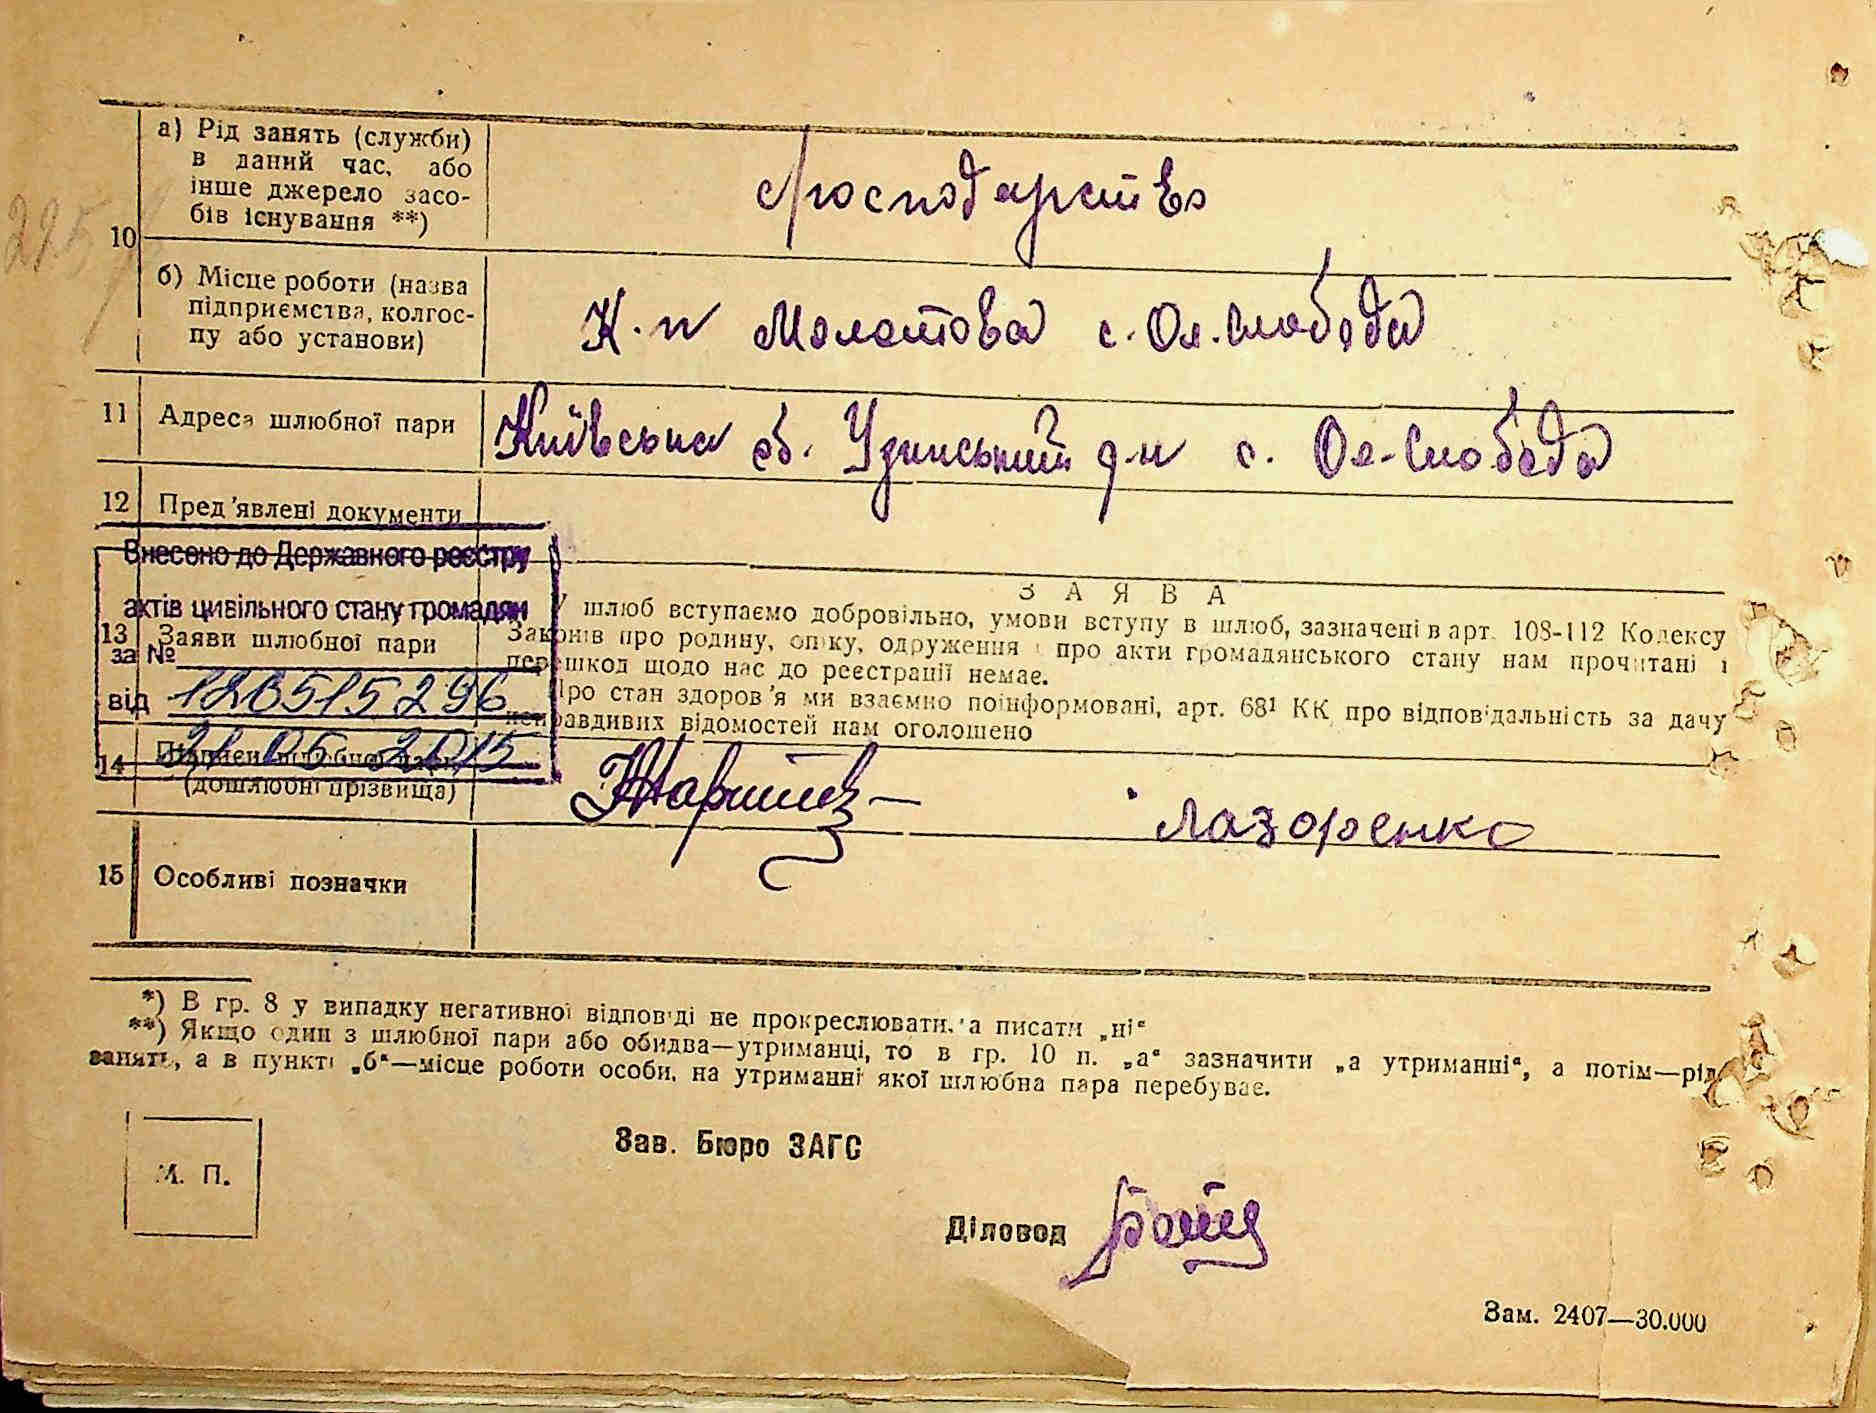 295
10
а) Рід занять (служби)
в даний час, або
інше джерело засо-
бів існування **)
Господарство
б) Місце роботи (назва
підприємства, колгос-
пу або установи)
К-п Молотова с. Ол. Слобода
11 Адреса шлюбної пари
Київська об. Узинський р-н с. Ол-Слобода
12 Пред'явлені документи
Внесено до Державного реєстру
актів цивільного стану громадян
за №
від 120515296
2015
13 Заяви шлюбної пари
ЗАЯВА
У шлюб вступаємо добровільно, умови вступу в шлюб, зазначені в арт. 108-112 Кодексу
Законів про родину, опіку, одруження і про акти громадянського стану нам прочитані і
перешкод щодо нас до реєстрації немає.
Про стан здоров'я ми взаємно поінформовані, арт. 68¹ КК про відповідальність за дачу
неправдивих відомостей нам оголошено
14 Підписи шлюбної пари
(дошлюбні прізвища)
Лазоренко
15 Особливі позначки
*) В гр. 8 у випадку негативної відповіді не прокреслювати, а писати „ні“
**) Якщо один з шлюбної пари або обидва—утриманці, то в гр. 10 п. „а“ зазначити „а утриманні“, а потім—рід
занять, а в пункті „б“—місце роботи особи, на утриманні якої шлюбна пара перебуває.
М. П.
Зав. Бюро ЗАГС
Діловод
Зам. 2407—30.000